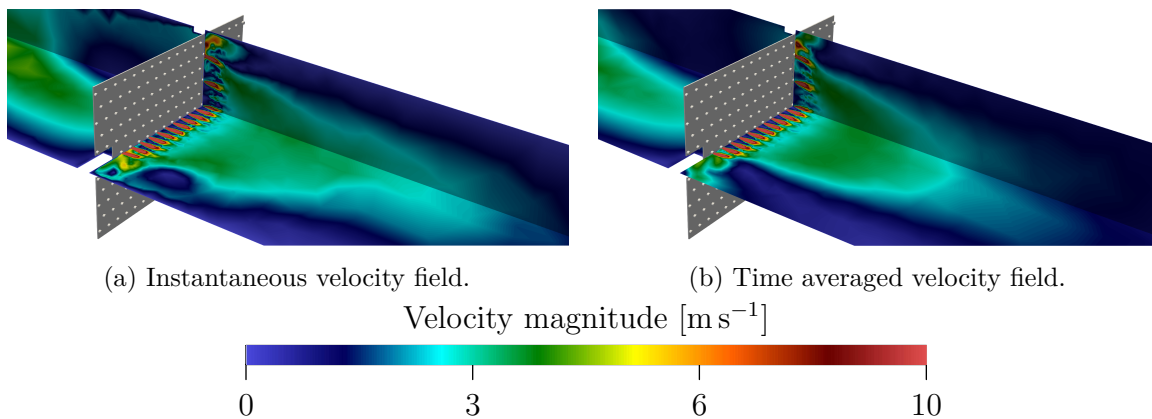 (a) Instantaneous velocity field.
(b) Time averaged velocity field.
Velocity magnitude [m s⁻¹]
0 3 6 10